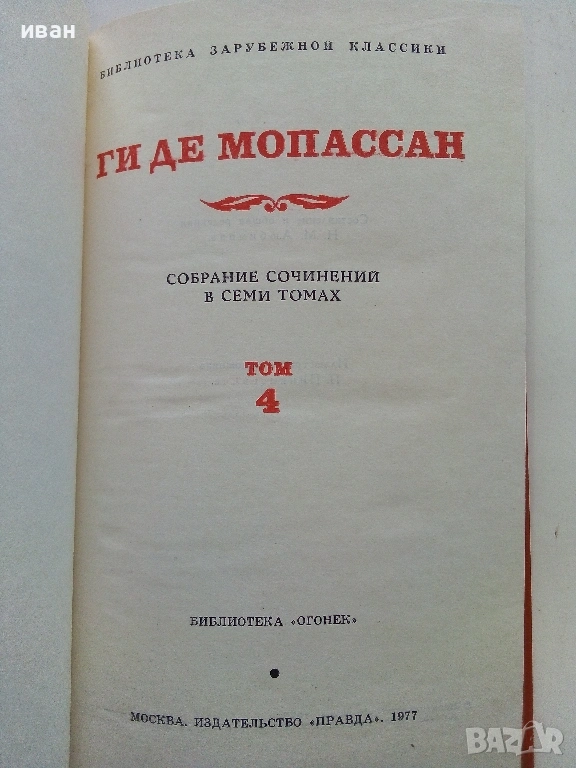 иван
БИБЛИОТЕКА ЗАРУБЕЖНОЙ КЛАССИКИ
ГИ ДЕ МОПАССАН
СОБРАНИЕ СОЧИНЕНИЙ
В СЕМИ ТОМАХ
ТОМ
4
БИБЛИОТЕКА «ОГОНЕК»
МОСКВА. ИЗДАТЕЛЬСТВО «ПРАВДА». 1977
BAZAR